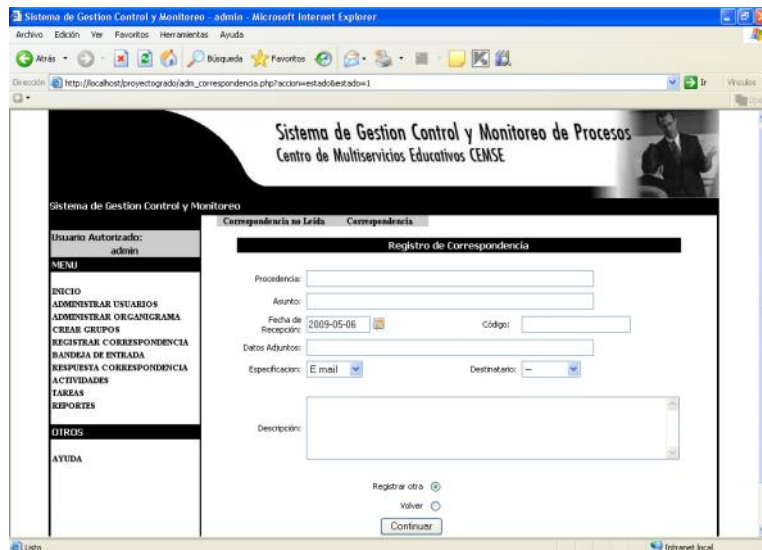 Sistema de Gestion Control y Monitoreo - admin - Microsoft Internet Explorer
Archivo Edición Ver Favoritos Herramientas Ayuda
Atrás Búsqueda Favoritos
Dirección http://localhost/proyectogrado/adm_correspondencia.php?accion=estado&estado=1 Ir Vínculos
Sistema de Gestion Control y Monitoreo de Procesos
Centro de Multiservicios Educativos CEMSE
Sistema de Gestion Control y Monitoreo
Correspondencia no Leida Correspondencia
Usuario Autorizado:
admin
MENU
INICIO
ADMINISTRAR USUARIOS
ADMINISTRAR ORGANIGRAMA
CREAR GRUPOS
REGISTRAR CORRESPONDENCIA
BANDEJA DE ENTRADA
RESPUESTA CORRESPONDENCIA
ACTIVIDADES
TAREAS
REPORTES
OTROS
AYUDA
Registro de Correspondencia
Procedencia:
Asunto:
Fecha de Recepción: 2009-05-06 Código:
Datos Adjuntos:
Especificacion: E mail Destinatario: --
Descripción:
Registrar otra
Volver
Continuar
Listo Intranet local